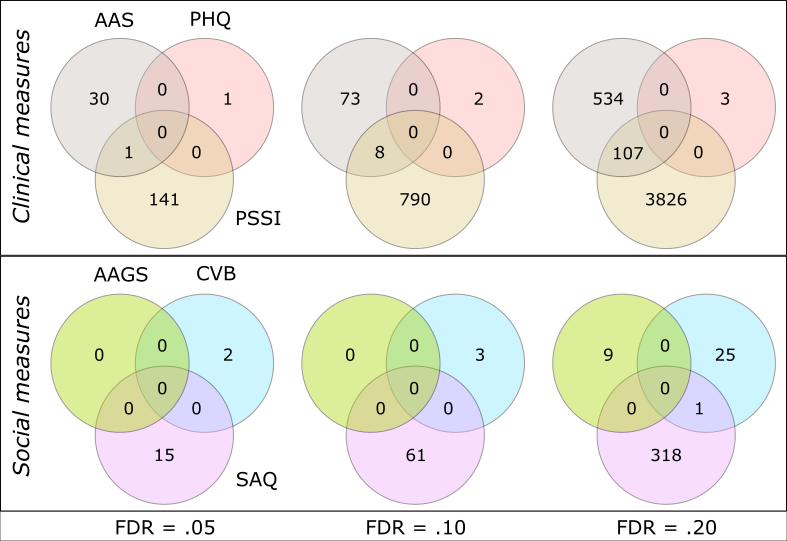 Clinical measures
AAS PHQ
30 0 1
0
1 0
141
PSSI
73 0 2
0
8 0
790
534 0 3
0
107 0
3826
Social measures
AAGS CVB
0 0 2
0
0 0
15
SAQ
0 0 3
0
0 0
61
9 0 25
0
0 1
318
FDR = .05 FDR = .10 FDR = .20